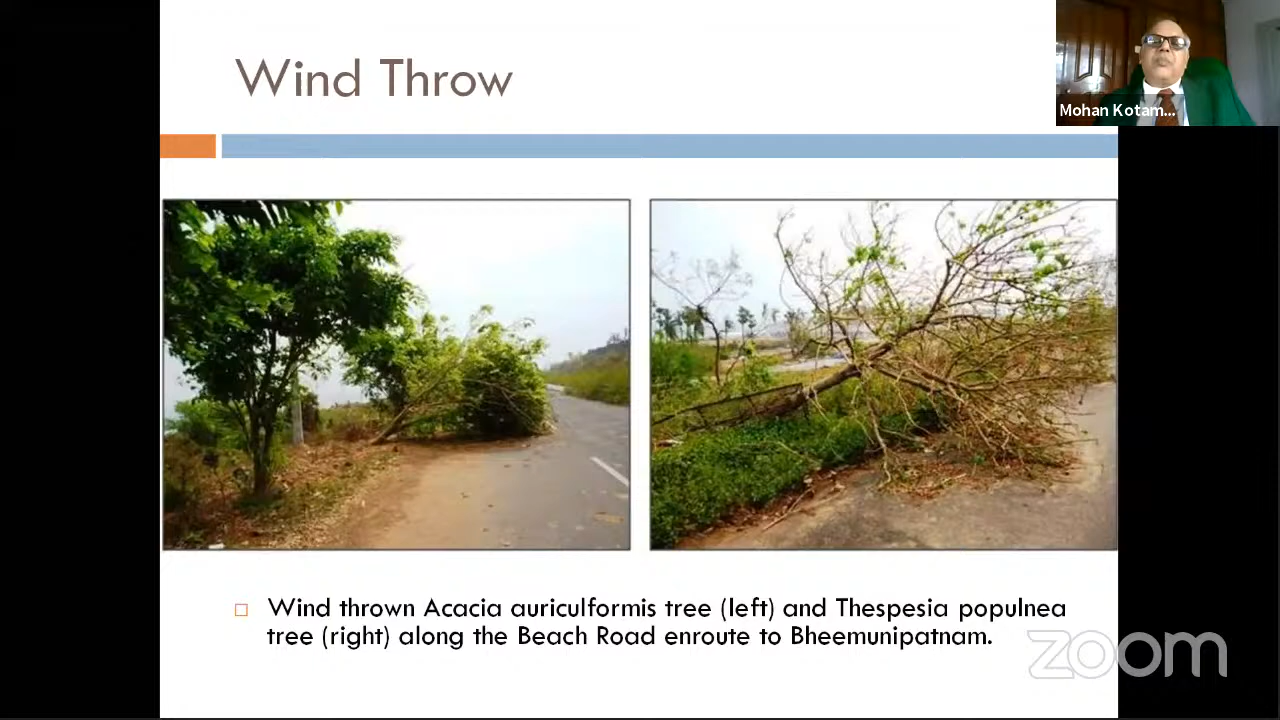 Wind Throw
Mohan Kotam...
Wind thrown Acacia auriculformis tree (left) and Thespesia populnea
tree (right) along the Beach Road enroute to Bheemunipatnam.
zoom